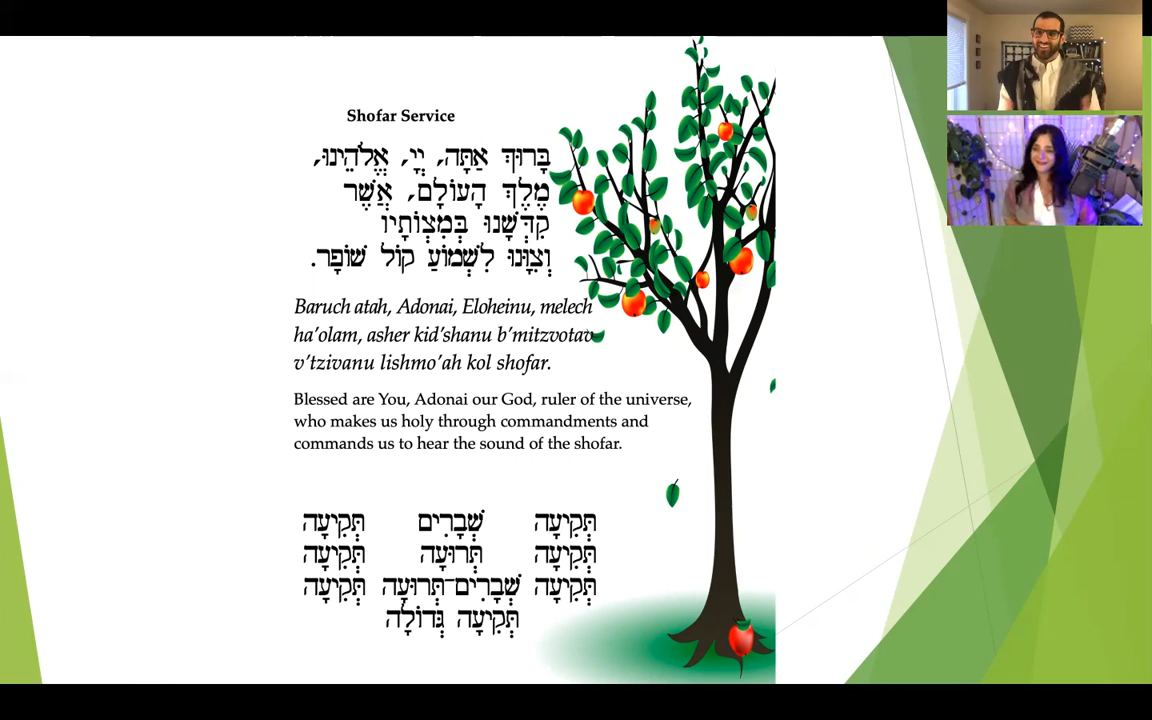 Shofar Service
בָּרוּךְ אַתָּה, יְיָ, אֱלֹהֵינוּ,
מֶלֶךְ הָעוֹלָם, אֲשֶׁר
קִדְּשָׁנוּ בְּמִצְוֹתָיו
וְצִוָּנוּ לִשְׁמוֹעַ קוֹל שׁוֹפָר.
Baruch atah, Adonai, Eloheinu, melech
ha’olam, asher kid’shanu b’mitzvotav
v’tzivanu lishmo’ah kol shofar.
Blessed are You, Adonai our God, ruler of the universe,
who makes us holy through commandments and
commands us to hear the sound of the shofar.
תְּקִיעָה שְׁבָרִים תְּקִיעָה
תְּקִיעָה תְּרוּעָה תְּקִיעָה
תְּקִיעָה שְׁבָרִים־תְּרוּעָה תְּקִיעָה
תְּקִיעָה גְּדוֹלָה